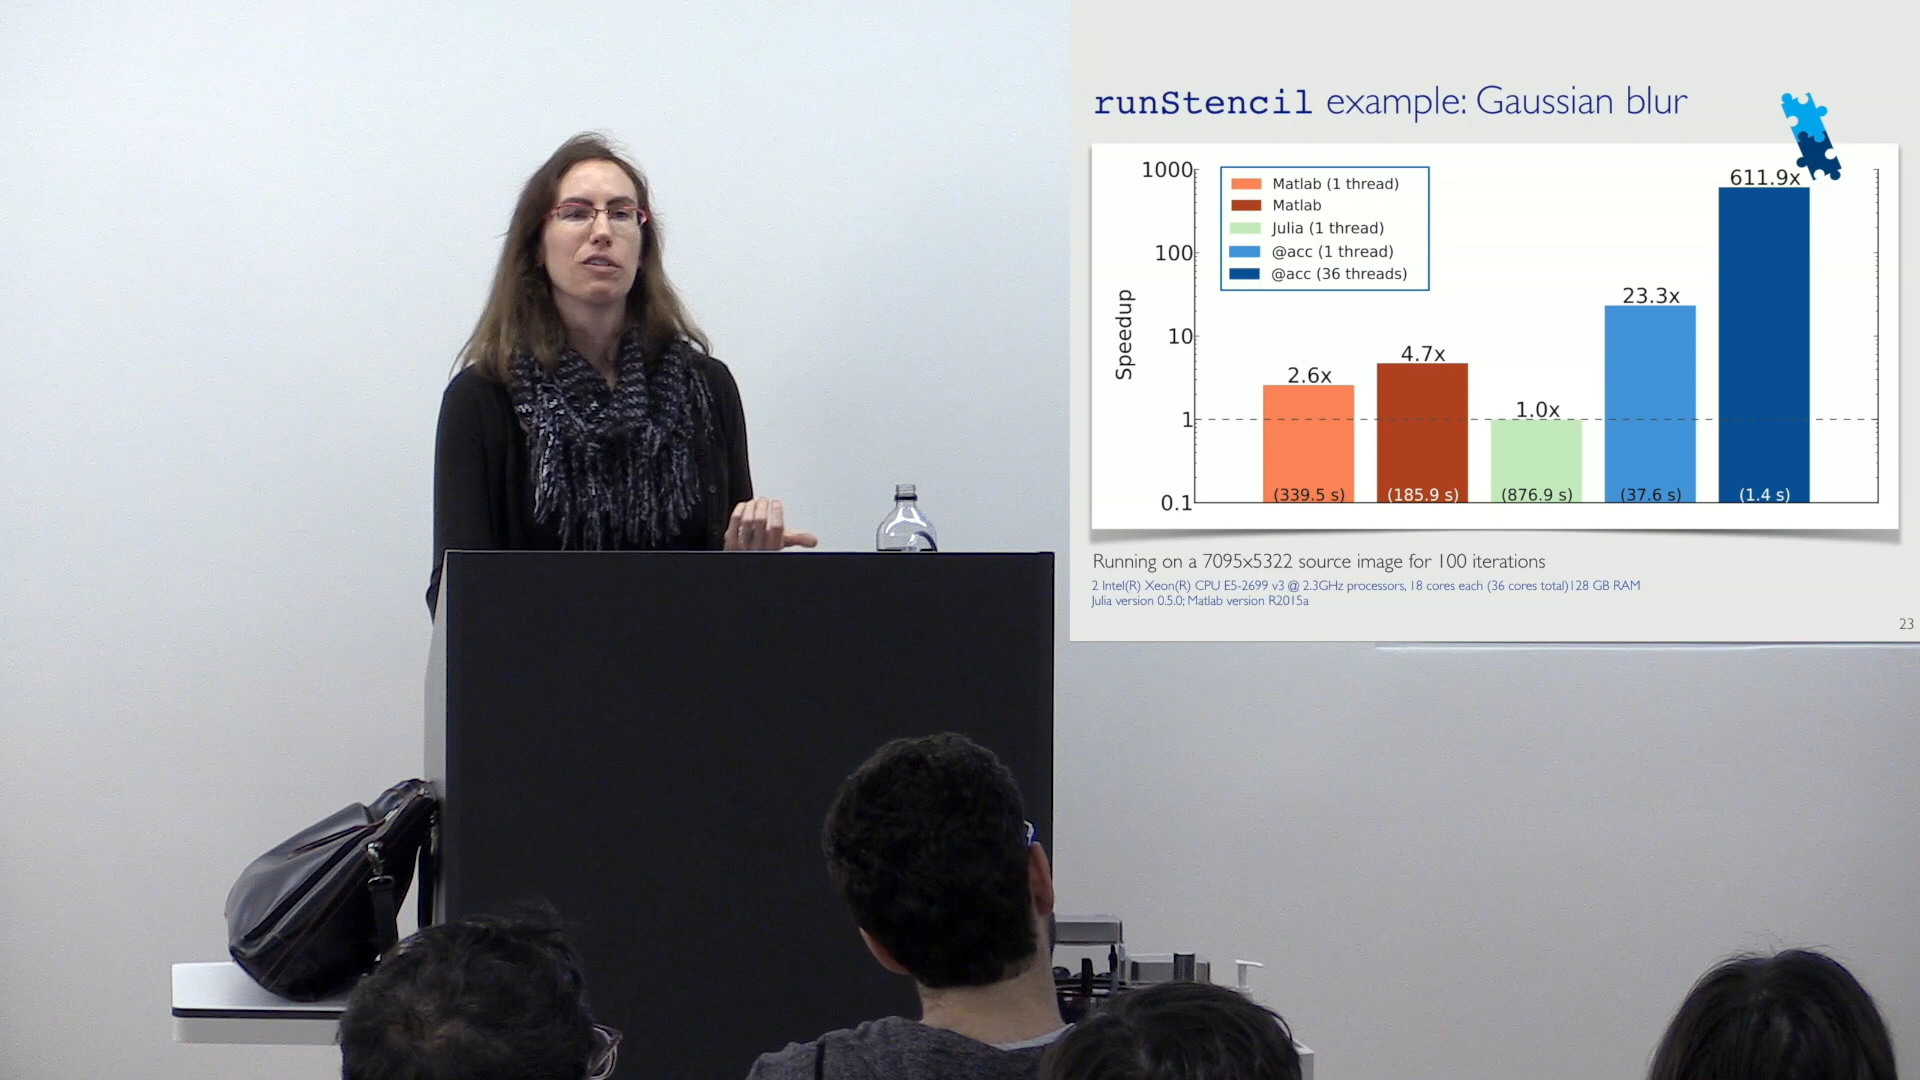 runStencil example: Gaussian blur
1000
100
10
1
0.1
Speedup
Matlab (1 thread)
Matlab
Julia (1 thread)
@acc (1 thread)
@acc (36 threads)
2.6x
4.7x
1.0x
23.3x
611.9x
(339.5 s)
(185.9 s)
(876.9 s)
(37.6 s)
(1.4 s)
Running on a 7095x5322 source image for 100 iterations
2 Intel(R) Xeon(R) CPU E5-2699 v3 @ 2.3GHz processors, 18 cores each (36 cores total)128 GB RAM
Julia version 0.5.0; Matlab version R2015a
23